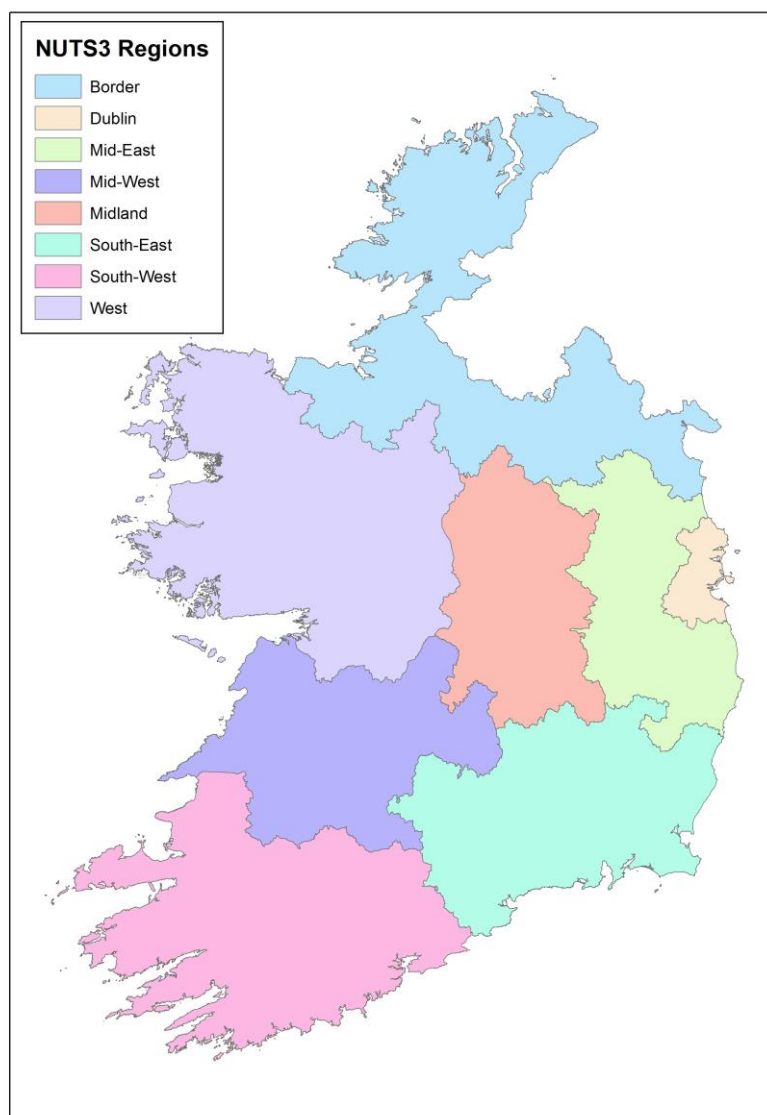 NUTS3 Regions
Border
Dublin
Mid-East
Mid-West
Midland
South-East
South-West
West